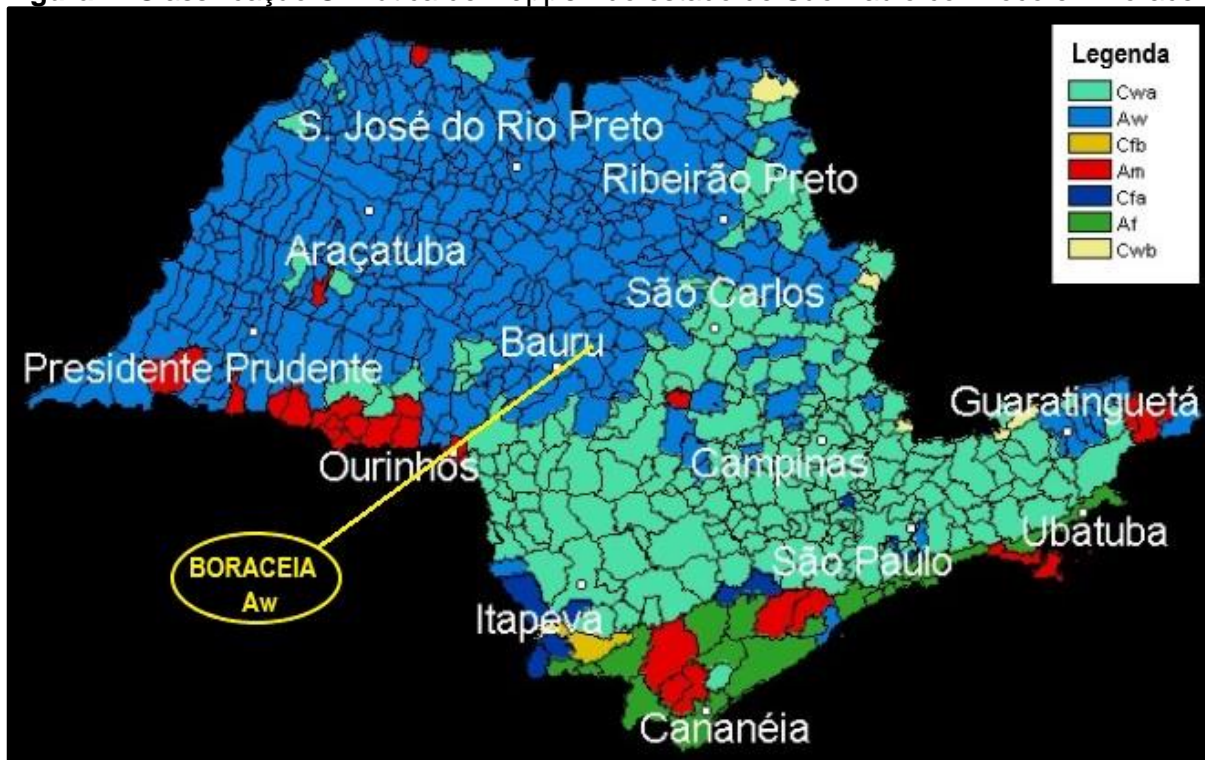 Legenda
Cwa
Aw
Cfb
Am
Cfa
Af
Cwb
S. José do Rio Preto
Ribeirão Preto
Araçatuba
São Carlos
Bauru
Presidente Prudente
Guaratinguetá
Ourinhos
Campinas
Ubatuba
São Paulo
BORACEIA
Aw
Itapeva
Cananéia